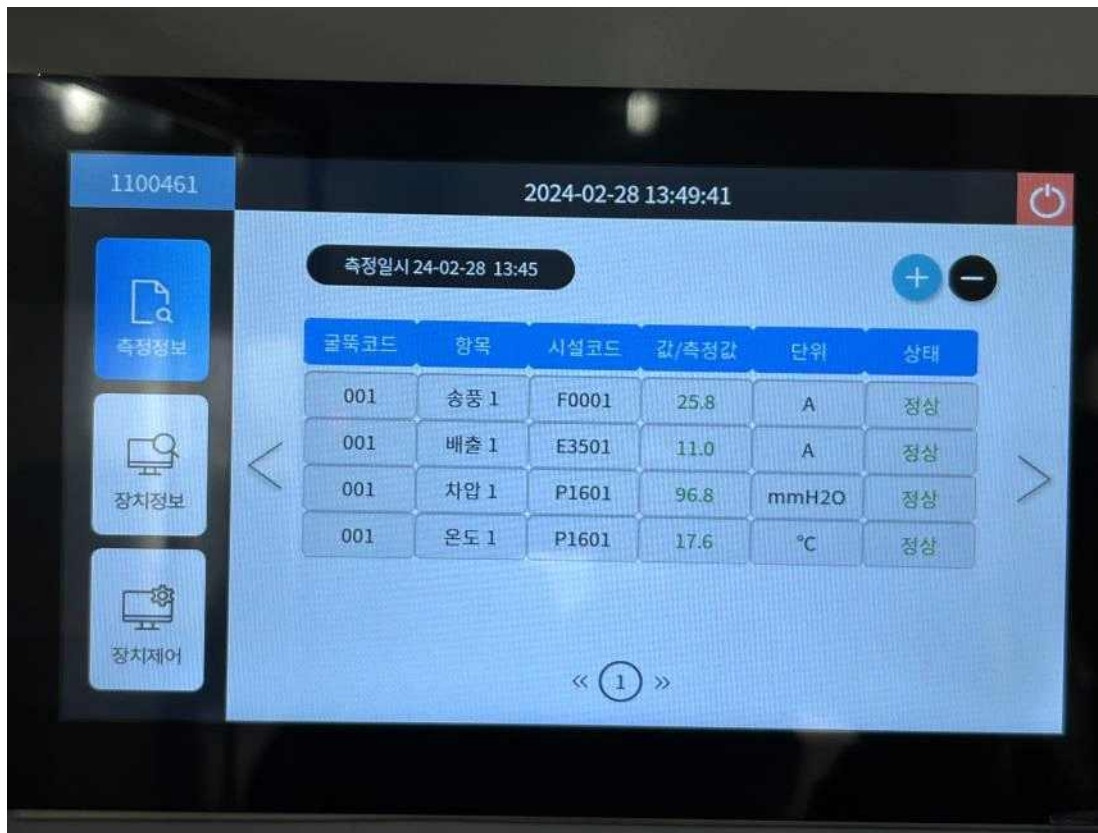 1100461
2024-02-28 13:49:41
측정일시 24-02-28 13:45
측정정보
장치정보
장치제어
굴뚝코드 항목 시설코드 값/측정값 단위 상태
001 송풍 1 F0001 25.8 A 정상
001 배출 1 E3501 11.0 A 정상
001 차압 1 P1601 96.8 mmH2O 정상
001 온도 1 P1601 17.6 °C 정상
« 1 »